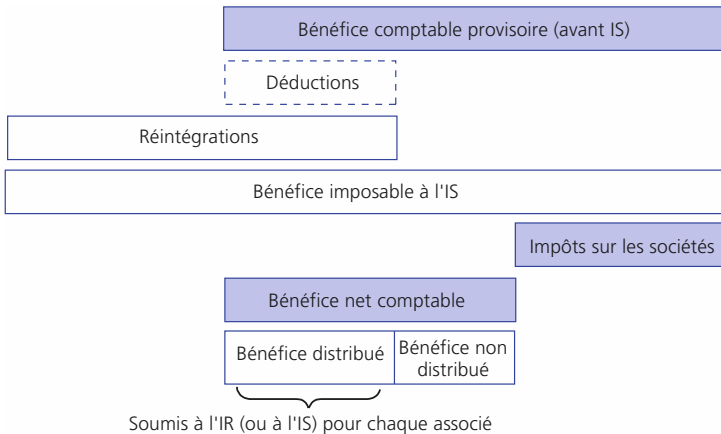 Bénéfice comptable provisoire (avant IS)
Déductions
Réintégrations
Bénéfice imposable à l'IS
Impôts sur les sociétés
Bénéfice net comptable
Bénéfice distribué
Bénéfice non
distribué
Soumis à l'IR (ou à l'IS) pour chaque associé